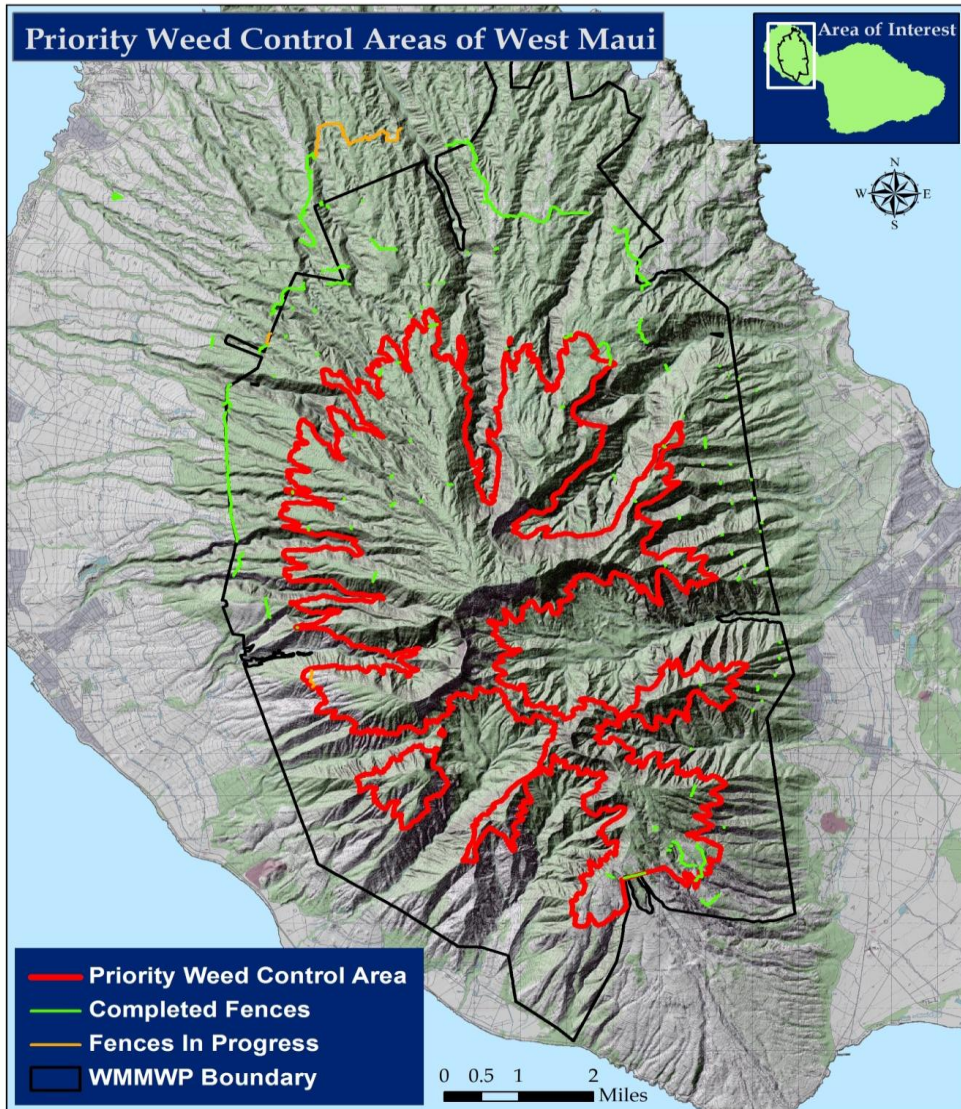 Priority Weed Control Areas of West Maui
Area of Interest
N
W E
S
Priority Weed Control Area
Completed Fences
Fences In Progress
WMMWP Boundary
0 0.5 1 2
Miles